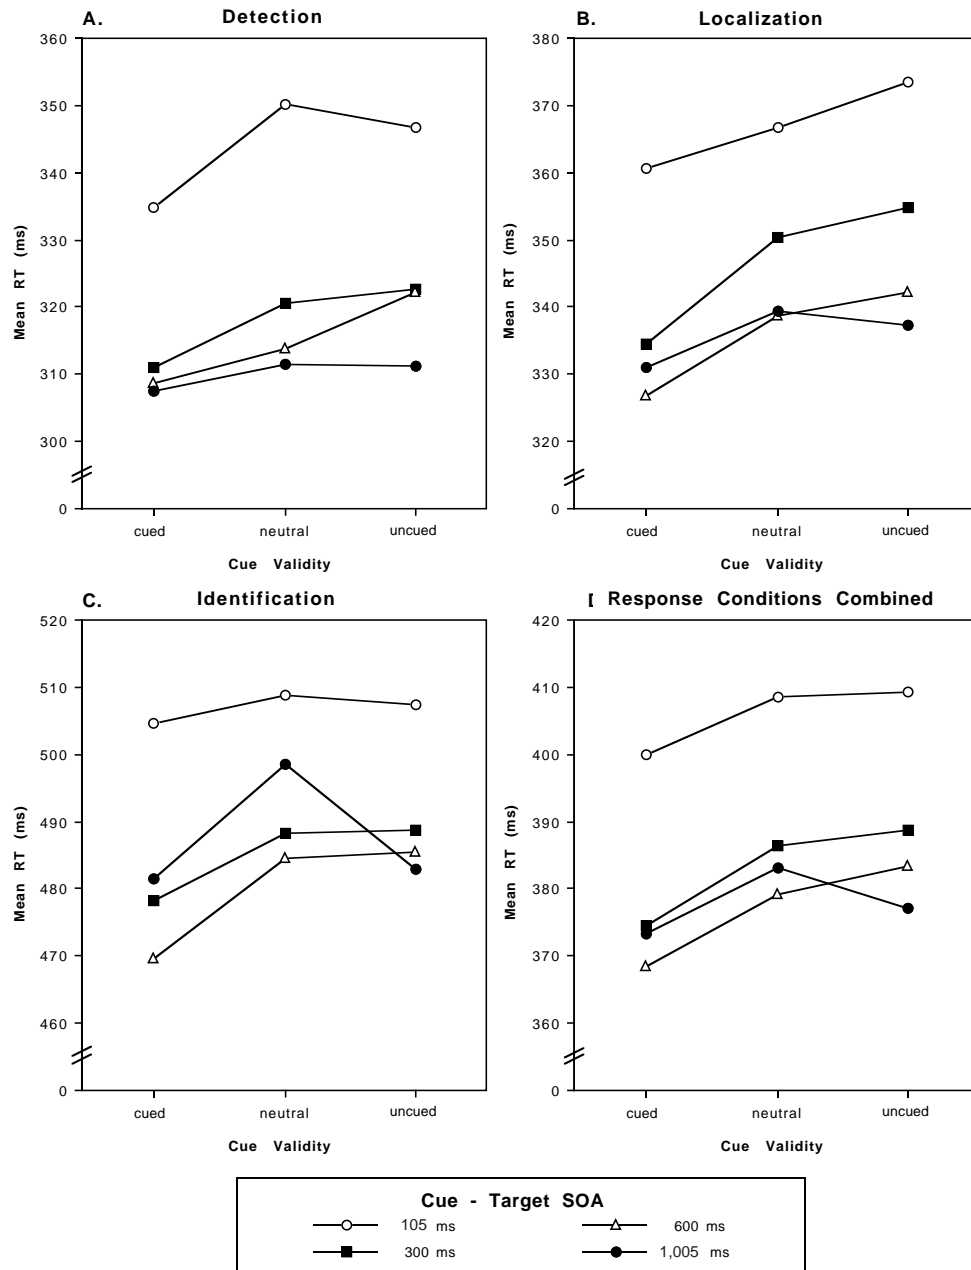 A. Detection
360
350
340
330
320
310
300
0
Mean RT (ms)
cued neutral uncued
Cue Validity
B. Localization
380
370
360
350
340
330
320
0
Mean RT (ms)
cued neutral uncued
Cue Validity
C. Identification
520
510
500
490
480
470
460
0
Mean RT (ms)
cued neutral uncued
Cue Validity
Response Conditions Combined
420
410
400
390
380
370
360
0
Mean RT (ms)
cued neutral uncued
Cue Validity
Cue - Target SOA
105 ms 600 ms
300 ms 1,005 ms